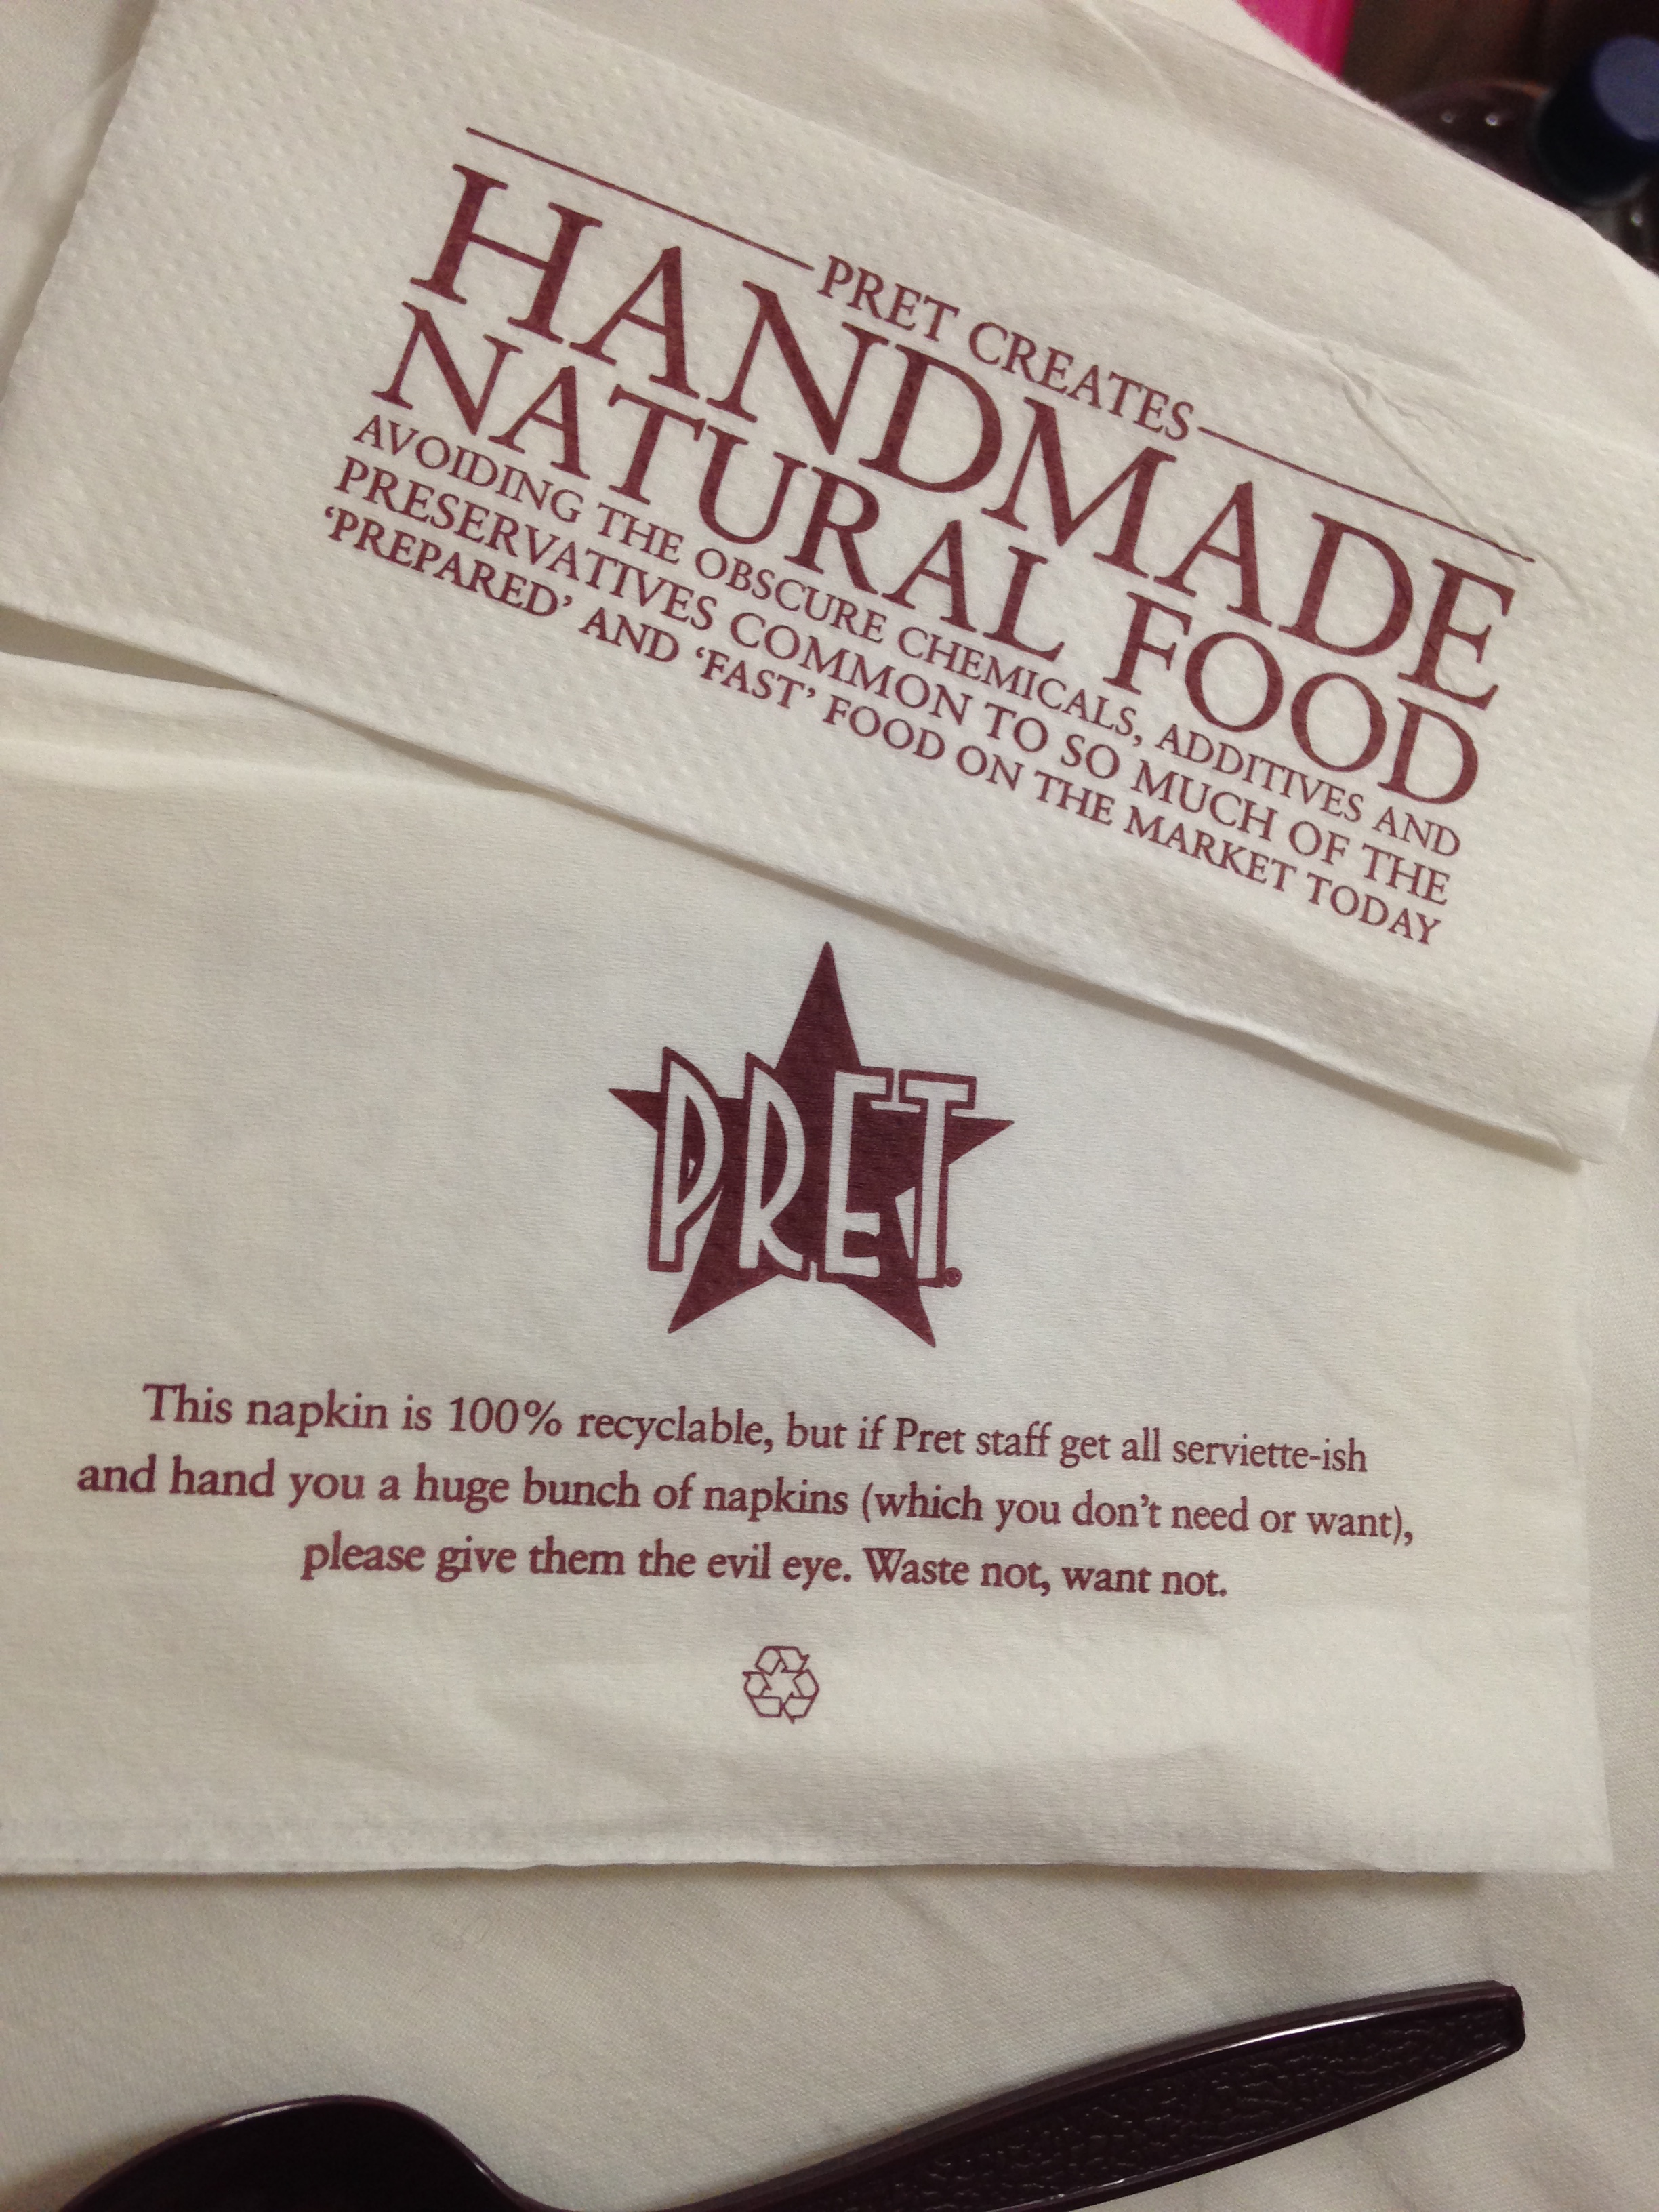 PRET CREATES
HANDMADE
NATURAL FOOD
AVOIDING THE OBSCURE CHEMICALS, ADDITIVES AND
PRESERVATIVES COMMON TO SO MUCH OF THE
‘PREPARED’ AND ‘FAST’ FOOD ON THE MARKET TODAY
PRET
This napkin is 100% recyclable, but if Pret staff get all serviette-ish
and hand you a huge bunch of napkins (which you don’t need or want),
please give them the evil eye. Waste not, want not.